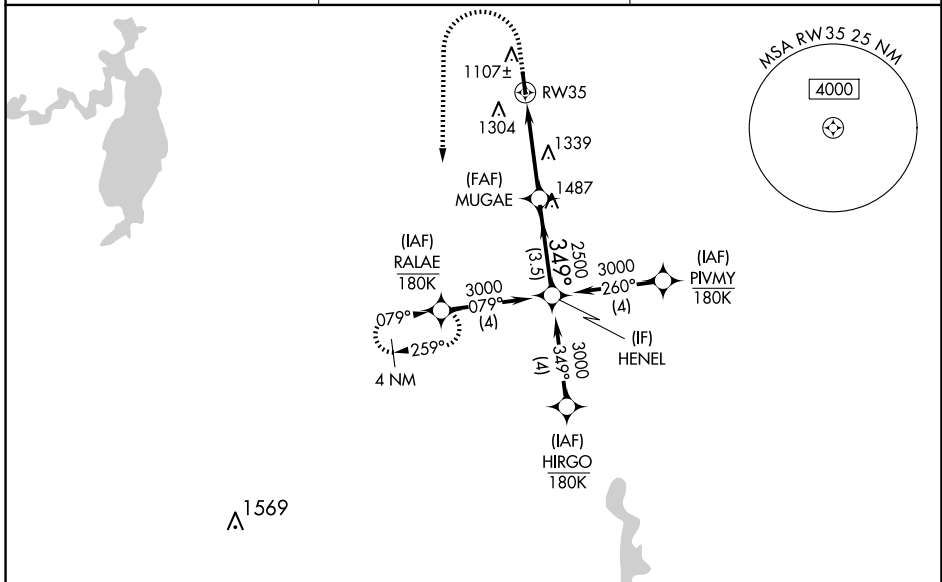 MSA RW35 25 NM
4000
1107±
RW35
1304
1339
(FAF)
MUGAE
1487
(IAF)
RALAE
180K
3000
079°
(4)
079°
259°
4 NM
349°
2500
(3.5)
3000
260°
(4)
(IAF)
PIVMY
180K
(IF)
HENEL
3000
349°
(4)
(IAF)
HIRGO
180K
1569